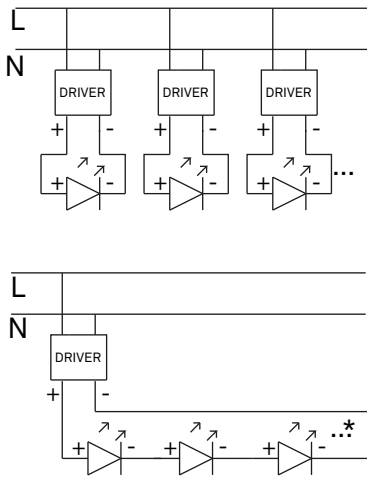 L
N
DRIVER DRIVER DRIVER
+ - + - + -
+ - + - + - ...
L
N
DRIVER
+ -
...*
+ - + - + -